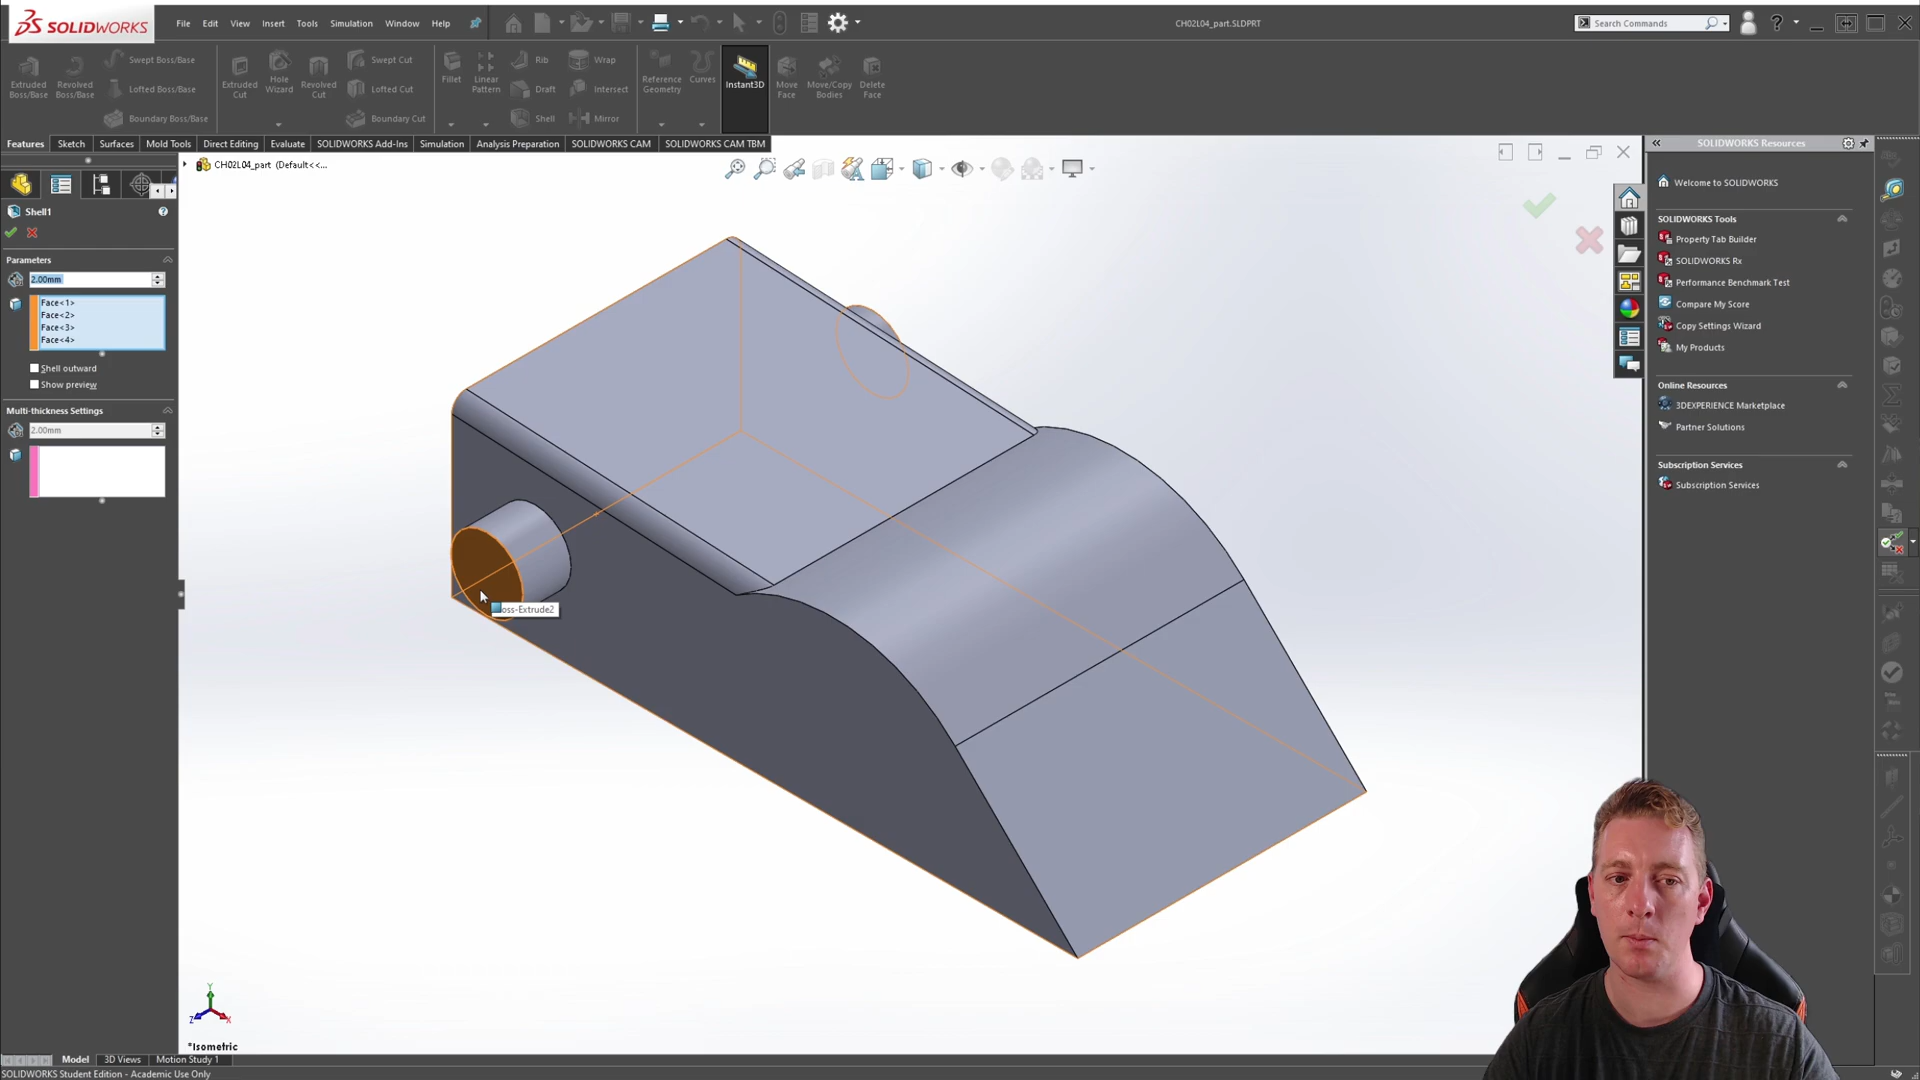 SOLIDWORKS
File Edit View Insert Tools Simulation Window Help
CH02L04_part.SLDPRT
Search Commands
Extruded Boss/Base
Revolved Boss/Base
Swept Boss/Base
Lofted Boss/Base
Boundary Boss/Base
Extruded Cut
Hole Wizard
Revolved Cut
Swept Cut
Lofted Cut
Boundary Cut
Fillet
Linear Pattern
Rib
Draft
Shell
Wrap
Intersect
Mirror
Reference Geometry
Curves
Instant3D
Move Face
Move/Copy Bodies
Delete Face
Features Sketch Surfaces Mold Tools Direct Editing Evaluate SOLIDWORKS Add-Ins Simulation Analysis Preparation SOLIDWORKS CAM SOLIDWORKS CAM TBM
CH02L04_part (Default<<...
Shell1
Parameters
2.00mm
Face<1>
Face<2>
Face<3>
Face<4>
Shell outward
Show preview
Multi-thickness Settings
2.00mm
oss-Extrude2
Y
Z
X
*Isometric
SOLIDWORKS Resources
Welcome to SOLIDWORKS
SOLIDWORKS Tools
Property Tab Builder
SOLIDWORKS Rx
Performance Benchmark Test
Compare My Score
Copy Settings Wizard
My Products
Online Resources
3DEXPERIENCE Marketplace
Partner Solutions
Subscription Services
Subscription Services
Model 3D Views Motion Study 1
SOLIDWORKS Student Edition - Academic Use Only